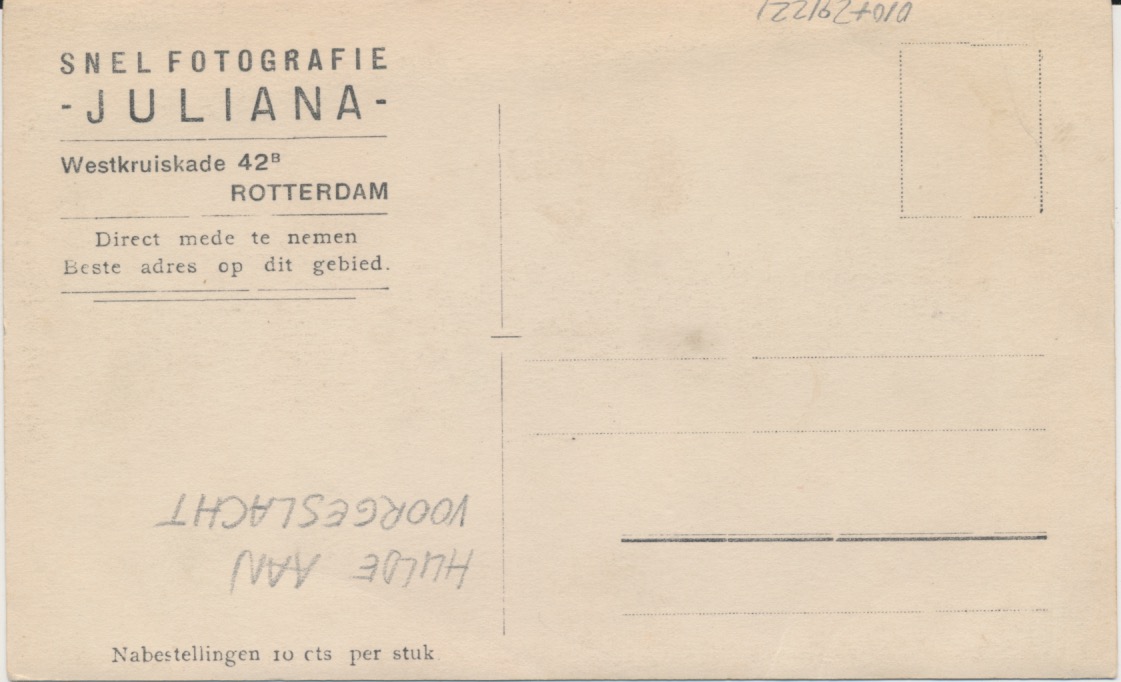 SNEL FOTOGRAFIE
-JULIANA-
Westkruiskade 42ᴮ
ROTTERDAM
Direct mede te nemen
Beste adres op dit gebied.
HULDE AAN
VOORGESLACHT
Nabestellingen 10 cts per stuk